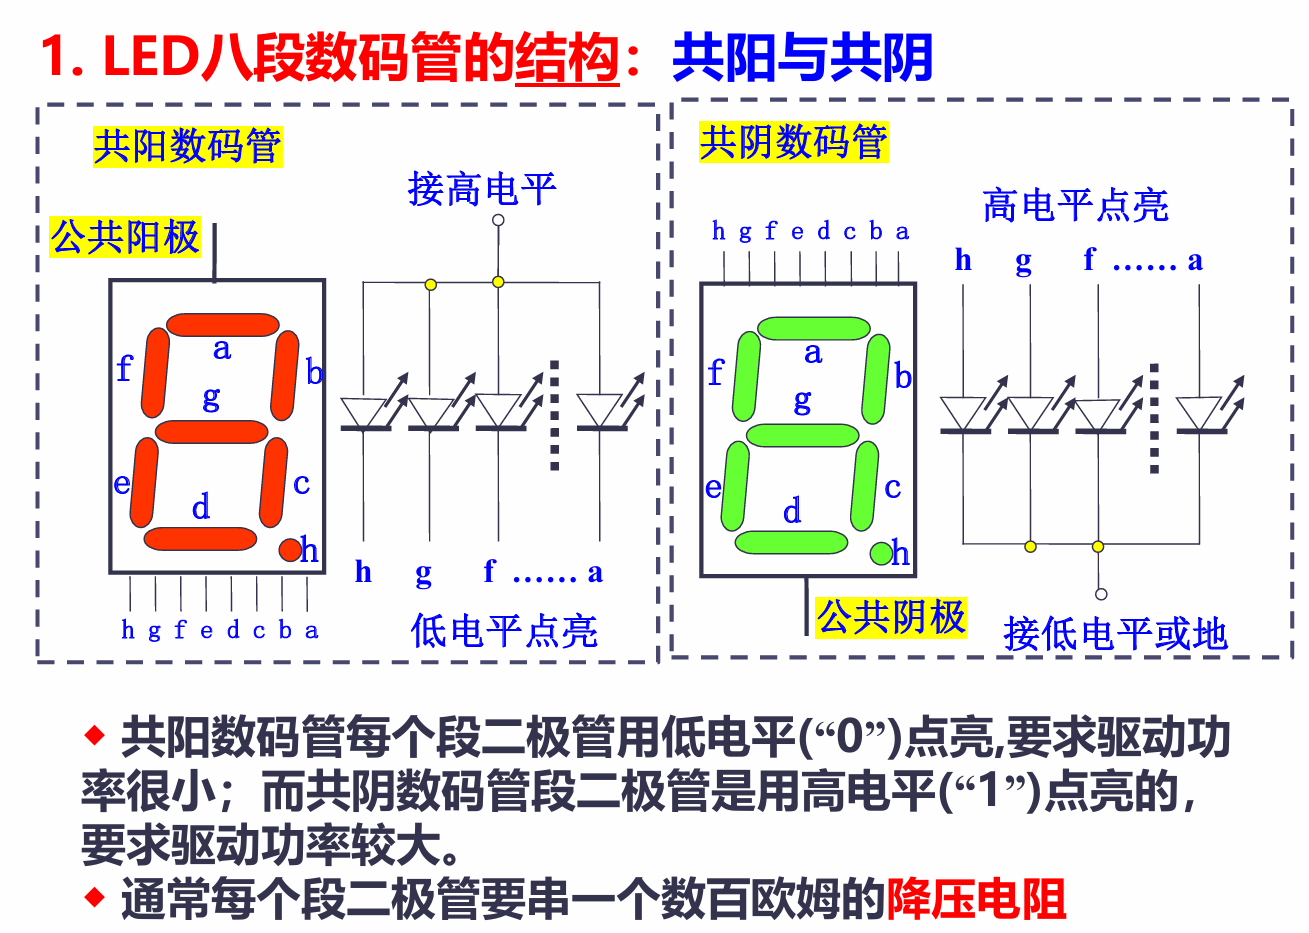 1. LED八段数码管的结构：共阳与共阴
共阳数码管
接高电平
公共阳极
a
f
b
g
e
c
d
h
h g f e d c b a
h g f …… a
低电平点亮
共阴数码管
高电平点亮
h g f e d c b a
h g f …… a
a
f
b
g
e
c
d
h
公共阴极
接低电平或地
◆ 共阳数码管每个段二极管用低电平(“0”)点亮,要求驱动功
率很小；而共阴数码管段二极管是用高电平(“1”)点亮的，
要求驱动功率较大。
◆ 通常每个段二极管要串一个数百欧姆的降压电阻